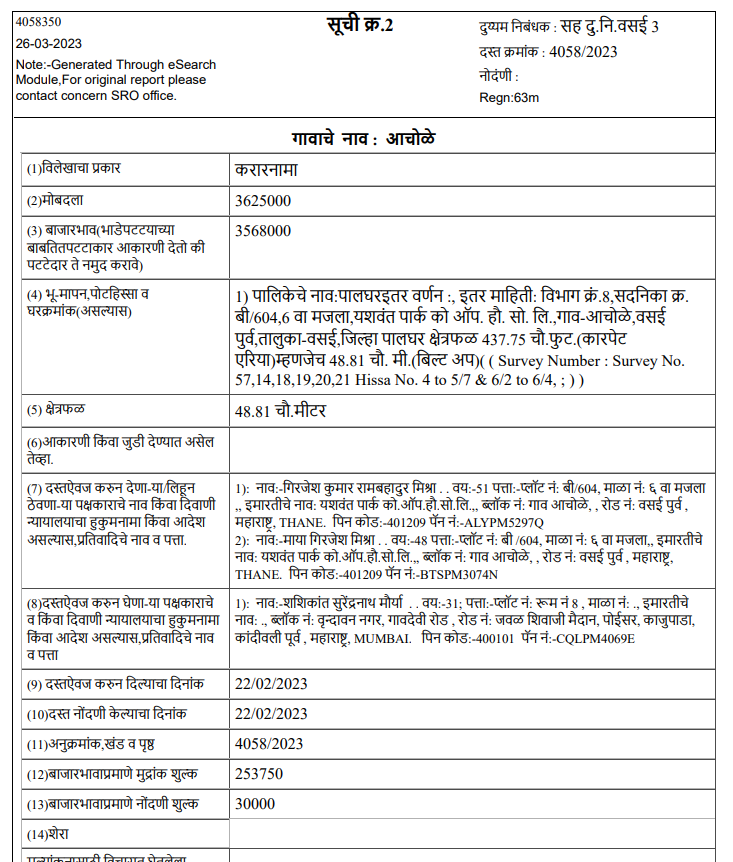 4058350
26-03-2023
Note:-Generated Through eSearch
Module,For original report please
contact concern SRO office.
सूची क्र.2
दुय्यम निबंधक : सह दु.नि.वसई 3
दस्त क्रमांक : 4058/2023
नोदंणी :
Regn:63m
गावाचे नाव : आचोळे
(1)विलेखाचा प्रकार
करारनामा
(2)मोबदला
3625000
(3) बाजारभाव(भाडेपटटयाच्या
बाबतितपटटाकार आकारणी देतो की
पटटेदार ते नमुद करावे)
3568000
(4) भू-मापन,पोटहिस्सा व
घरक्रमांक(असल्यास)
1) पालिकेचे नाव:पालघरइतर वर्णन :, इतर माहिती: विभाग क्रं.8,सदनिका क्र.
बी/604,6 वा मजला,यशवंत पार्क को ऑप. हौ. सो. लि.,गाव-आचोळे,वसई
पुर्व,तालुका-वसई,जिल्हा पालघर क्षेत्रफळ 437.75 चौ.फुट.(कारपेट
एरिया)म्हणजेच 48.81 चौ. मी.(बिल्ट अप)( ( Survey Number : Survey No.
57,14,18,19,20,21 Hissa No. 4 to 5/7 & 6/2 to 6/4, ; ) )
(5) क्षेत्रफळ
48.81 चौ.मीटर
(6)आकारणी किंवा जुडी देण्यात असेल
तेव्हा.
(7) दस्तऐवज करुन देणा-या/लिहून
ठेवणा-या पक्षकाराचे नाव किंवा दिवाणी
न्यायालयाचा हुकुमनामा किंवा आदेश
असल्यास,प्रतिवादिचे नाव व पत्ता.
1): नाव:-गिरजेश कुमार रामबहादुर मिश्रा . . वय:-51 पत्ता:-प्लॉट नं: बी/604, माळा नं: ६ वा मजला
,, इमारतीचे नाव: यशवंत पार्क को.ऑप.हौ.सो.लि.,, ब्लॉक नं: गाव आचोळे, , रोड नं: वसई पुर्व ,
महाराष्ट्र, THANE. पिन कोड:-401209 पॅन नं:-ALYPM5297Q
2): नाव:-माया गिरजेश मिश्रा . . वय:-48 पत्ता:-प्लॉट नं: बी /604, माळा नं: ६ वा मजला,, इमारतीचे
नाव: यशवंत पार्क को.ऑप.हौ.सो.लि.,, ब्लॉक नं: गाव आचोळे, , रोड नं: वसई पुर्व , महाराष्ट्र,
THANE. पिन कोड:-401209 पॅन नं:-BTSPM3074N
(8)दस्तऐवज करुन घेणा-या पक्षकाराचे
व किंवा दिवाणी न्यायालयाचा हुकुमनामा
किंवा आदेश असल्यास,प्रतिवादिचे नाव
व पत्ता
1): नाव:-शशिकांत सुरेंद्रनाथ मौर्या . . वय:-31; पत्ता:-प्लॉट नं: रूम नं 8 , माळा नं: ., इमारतीचे
नाव: ., ब्लॉक नं: वृन्दावन नगर, गावदेवी रोड , रोड नं: जवळ शिवाजी मैदान, पोईसर, काजुपाडा,
कांदीवली पूर्व , महाराष्ट्र, MUMBAI. पिन कोड:-400101 पॅन नं:-CQLPM4069E
(9) दस्तऐवज करुन दिल्याचा दिनांक
22/02/2023
(10)दस्त नोंदणी केल्याचा दिनांक
22/02/2023
(11)अनुक्रमांक,खंड व पृष्ठ
4058/2023
(12)बाजारभावाप्रमाणे मुद्रांक शुल्क
253750
(13)बाजारभावाप्रमाणे नोंदणी शुल्क
30000
(14)शेरा